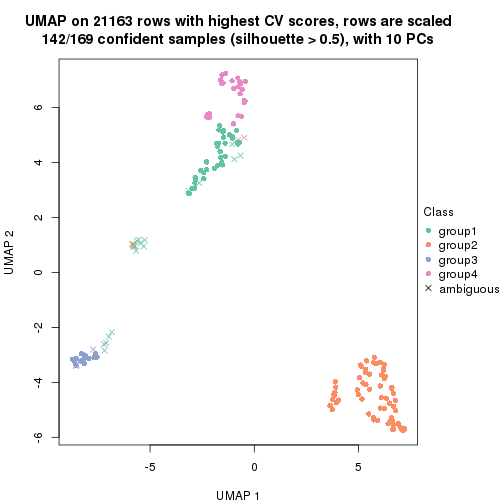 UMAP on 21163 rows with highest CV scores, rows are scaled
142/169 confident samples (silhouette > 0.5), with 10 PCs
UMAP 2
6
4
2
0
-2
-4
-6
-5
0
5
UMAP 1
Class
group1
group2
group3
group4
ambiguous